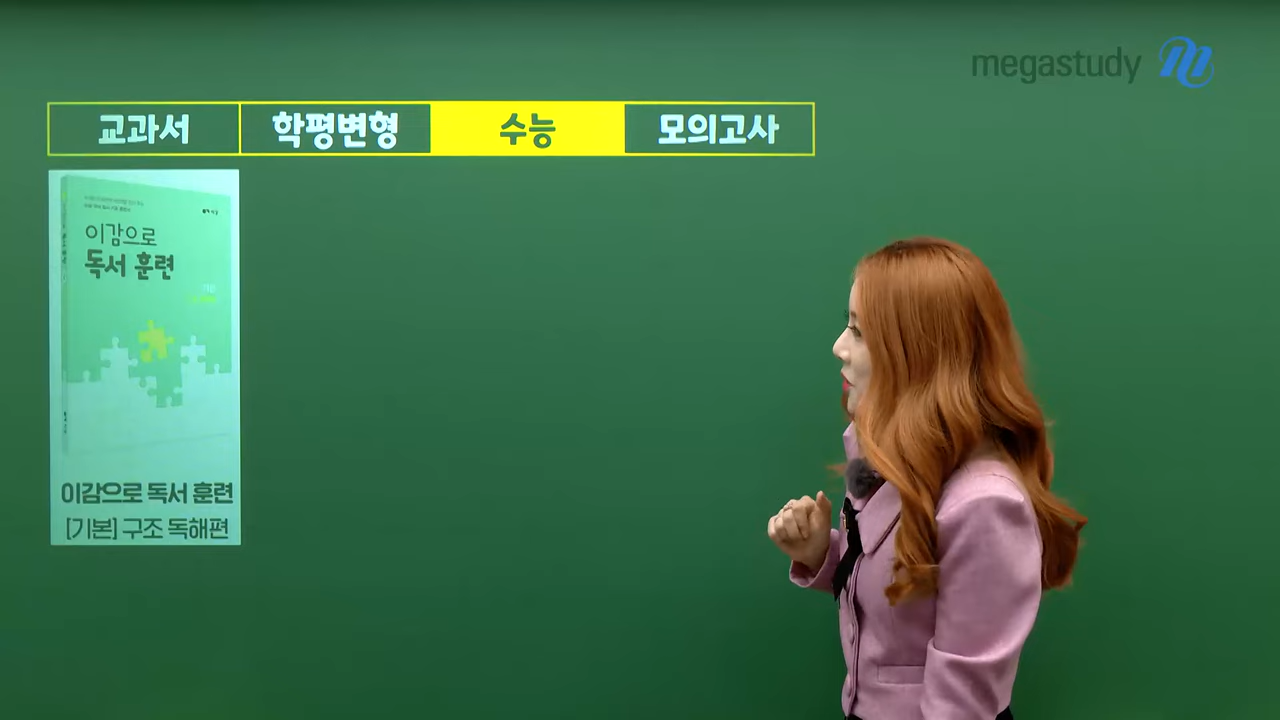 megastudy
교과서
학평변형
수능
모의고사
이감으로
독서 훈련
이감으로 독서 훈련
[기본] 구조 독해편